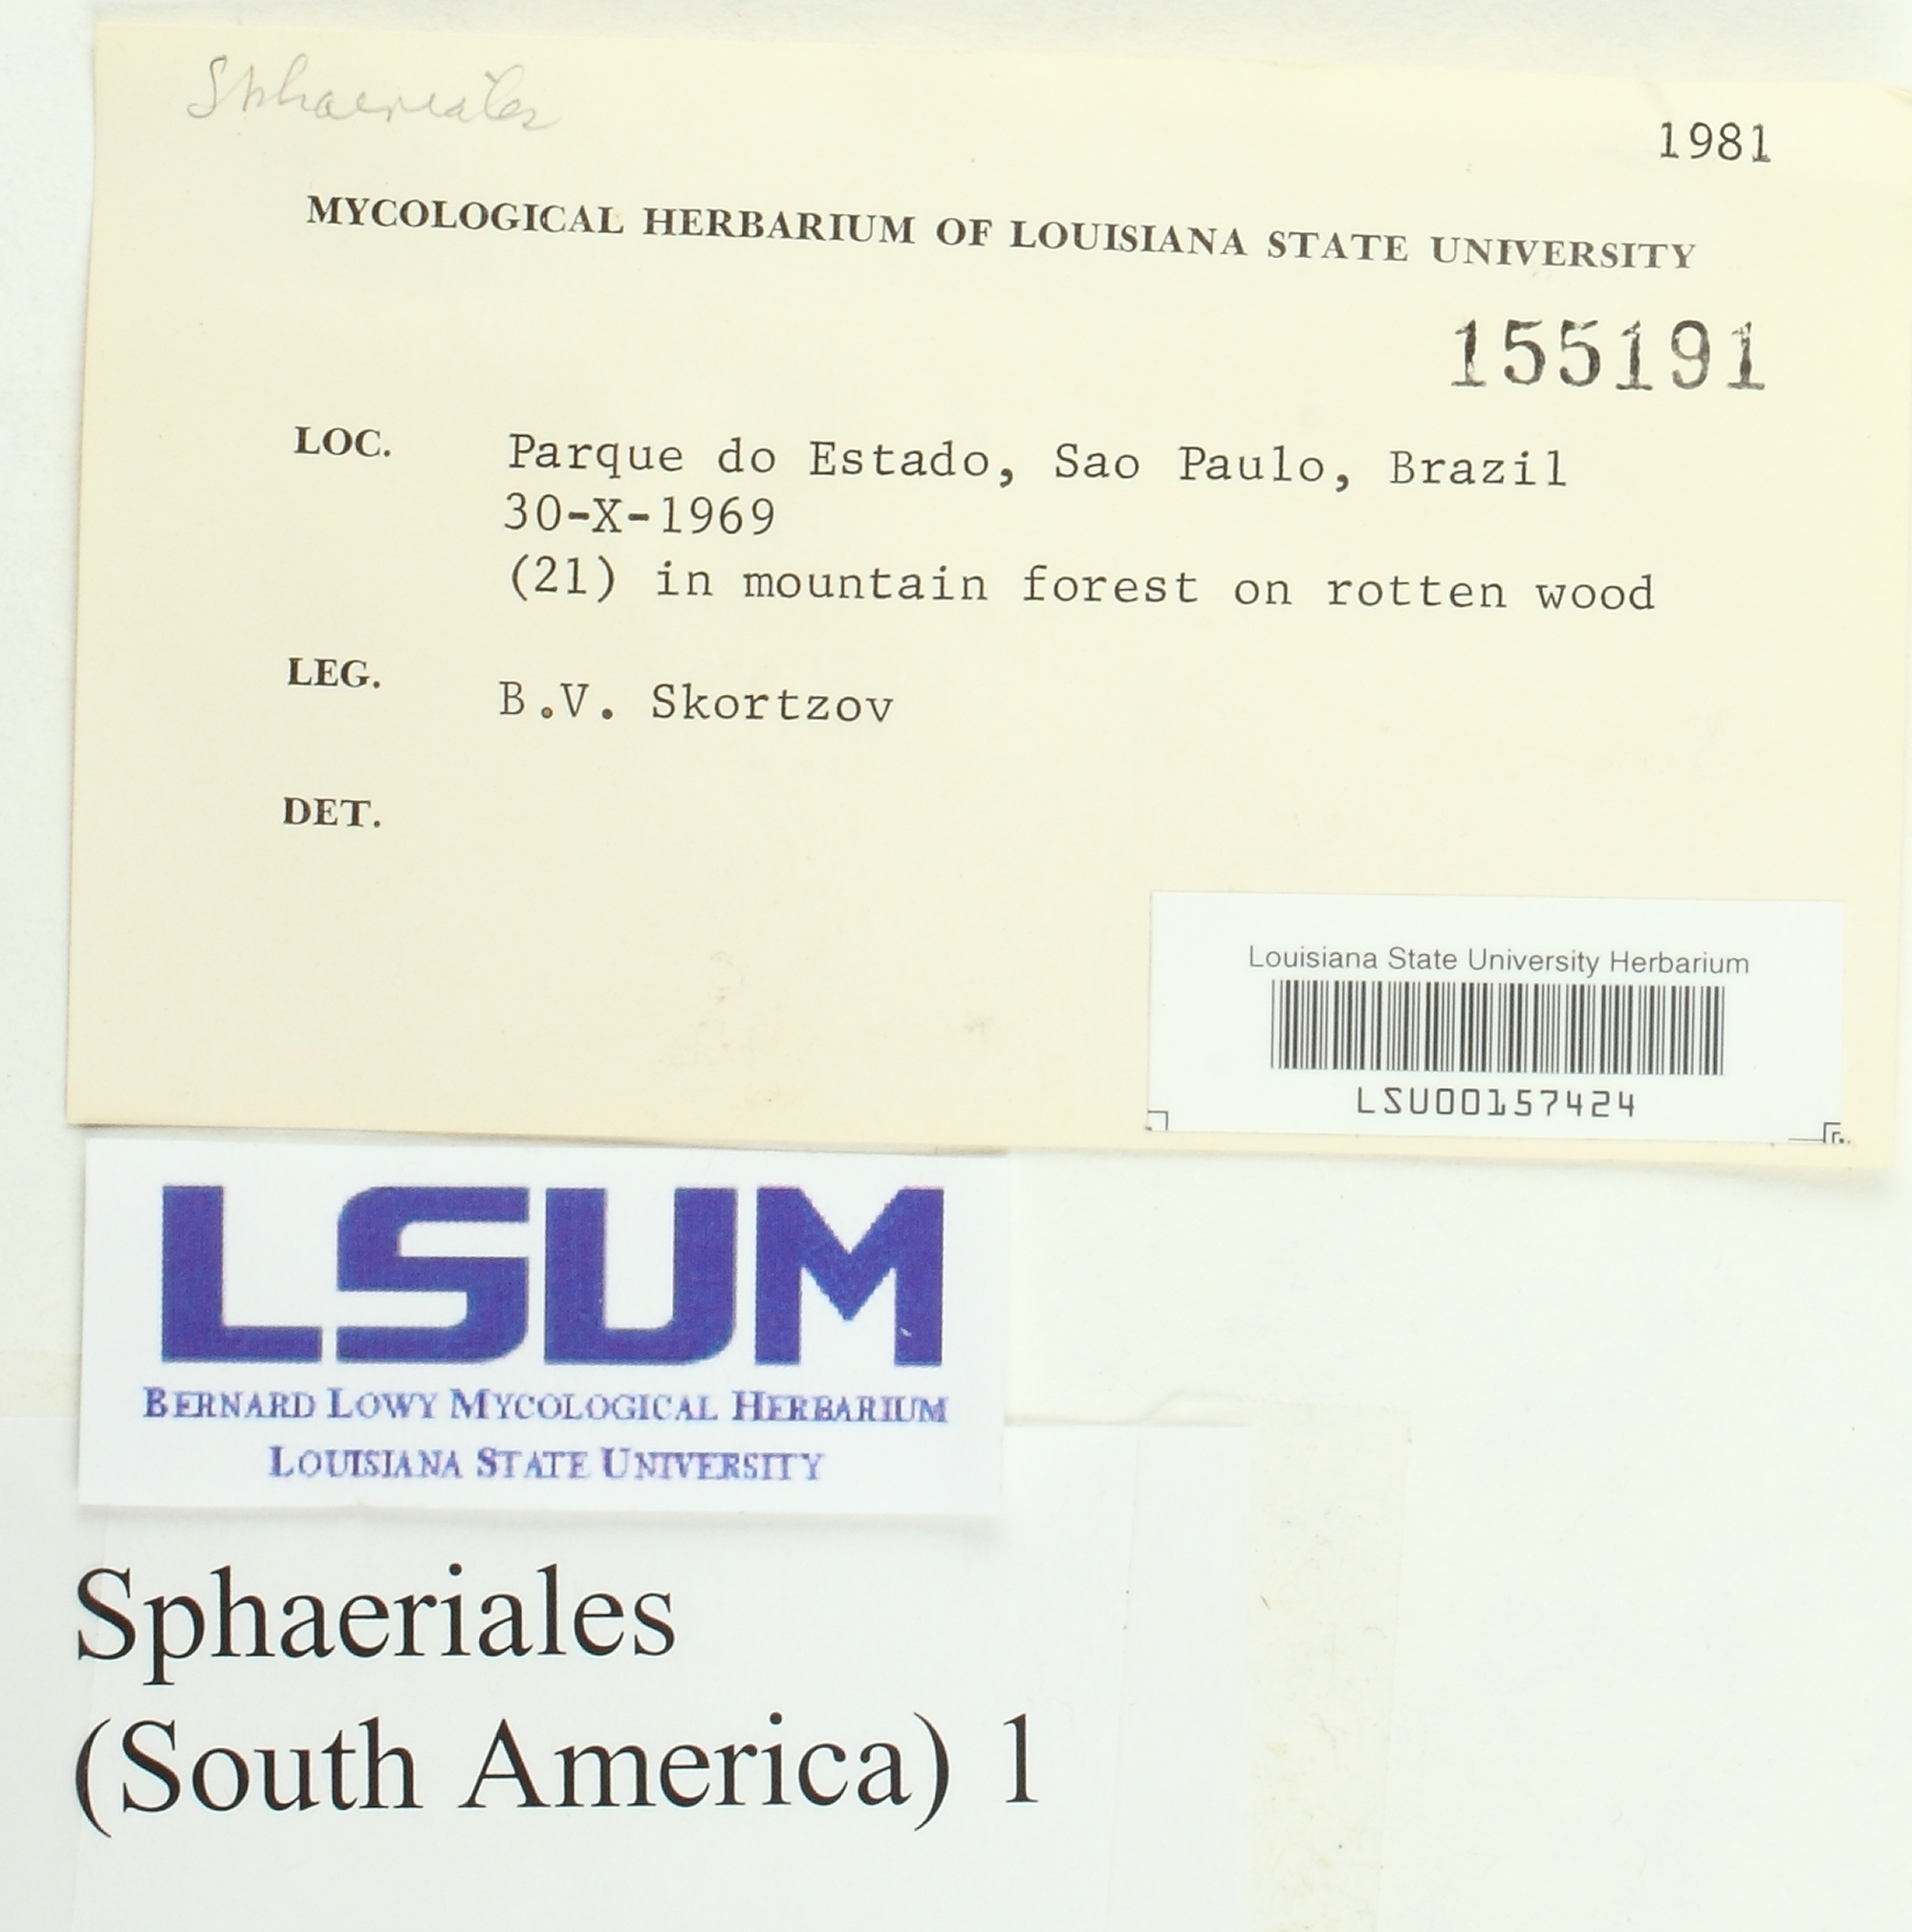 Sphaeriales
1981
MYCOLOGICAL HERBARIUM OF LOUISIANA STATE UNIVERSITY
155191
LOC. Parque do Estado, Sao Paulo, Brazil
30-X-1969
(21) in mountain forest on rotten wood
LEG. B.V. Skortzov
DET.
Louisiana State University Herbarium
LSU00157424
LSUM
BERNARD LOWY MYCOLOGICAL HERBARIUM
LOUISIANA STATE UNIVERSITY
Sphaeriales
(South America) 1